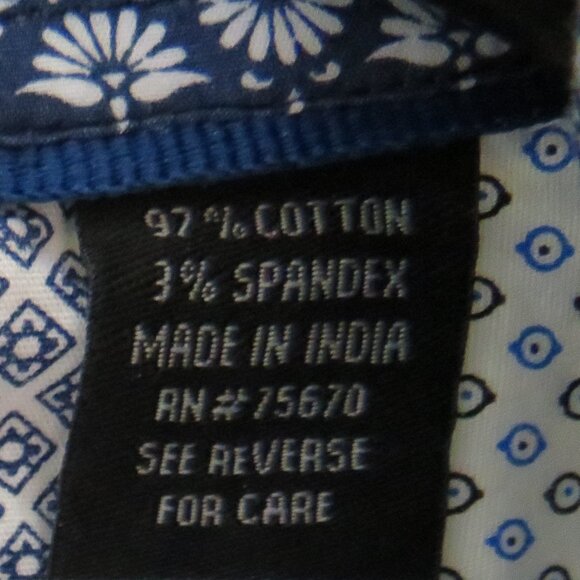 97% COTTON
3% SPANDEX
MADE IN INDIA
RN# 75670
SEE REVERSE
FOR CARE